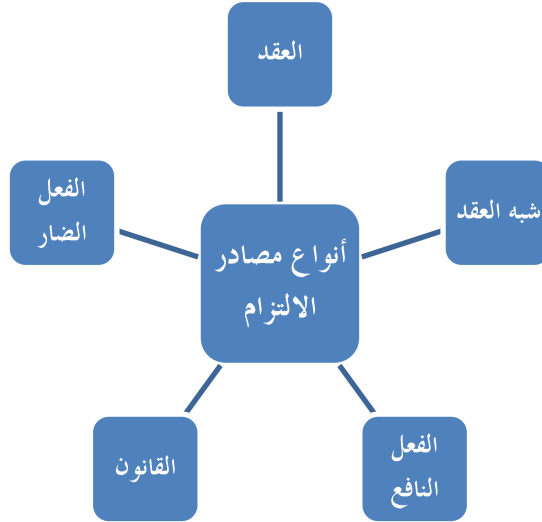 العقد
شبه العقد
الفعل
الضار
أنواع مصادر
الالتزام
الفعل
النافع
القانون